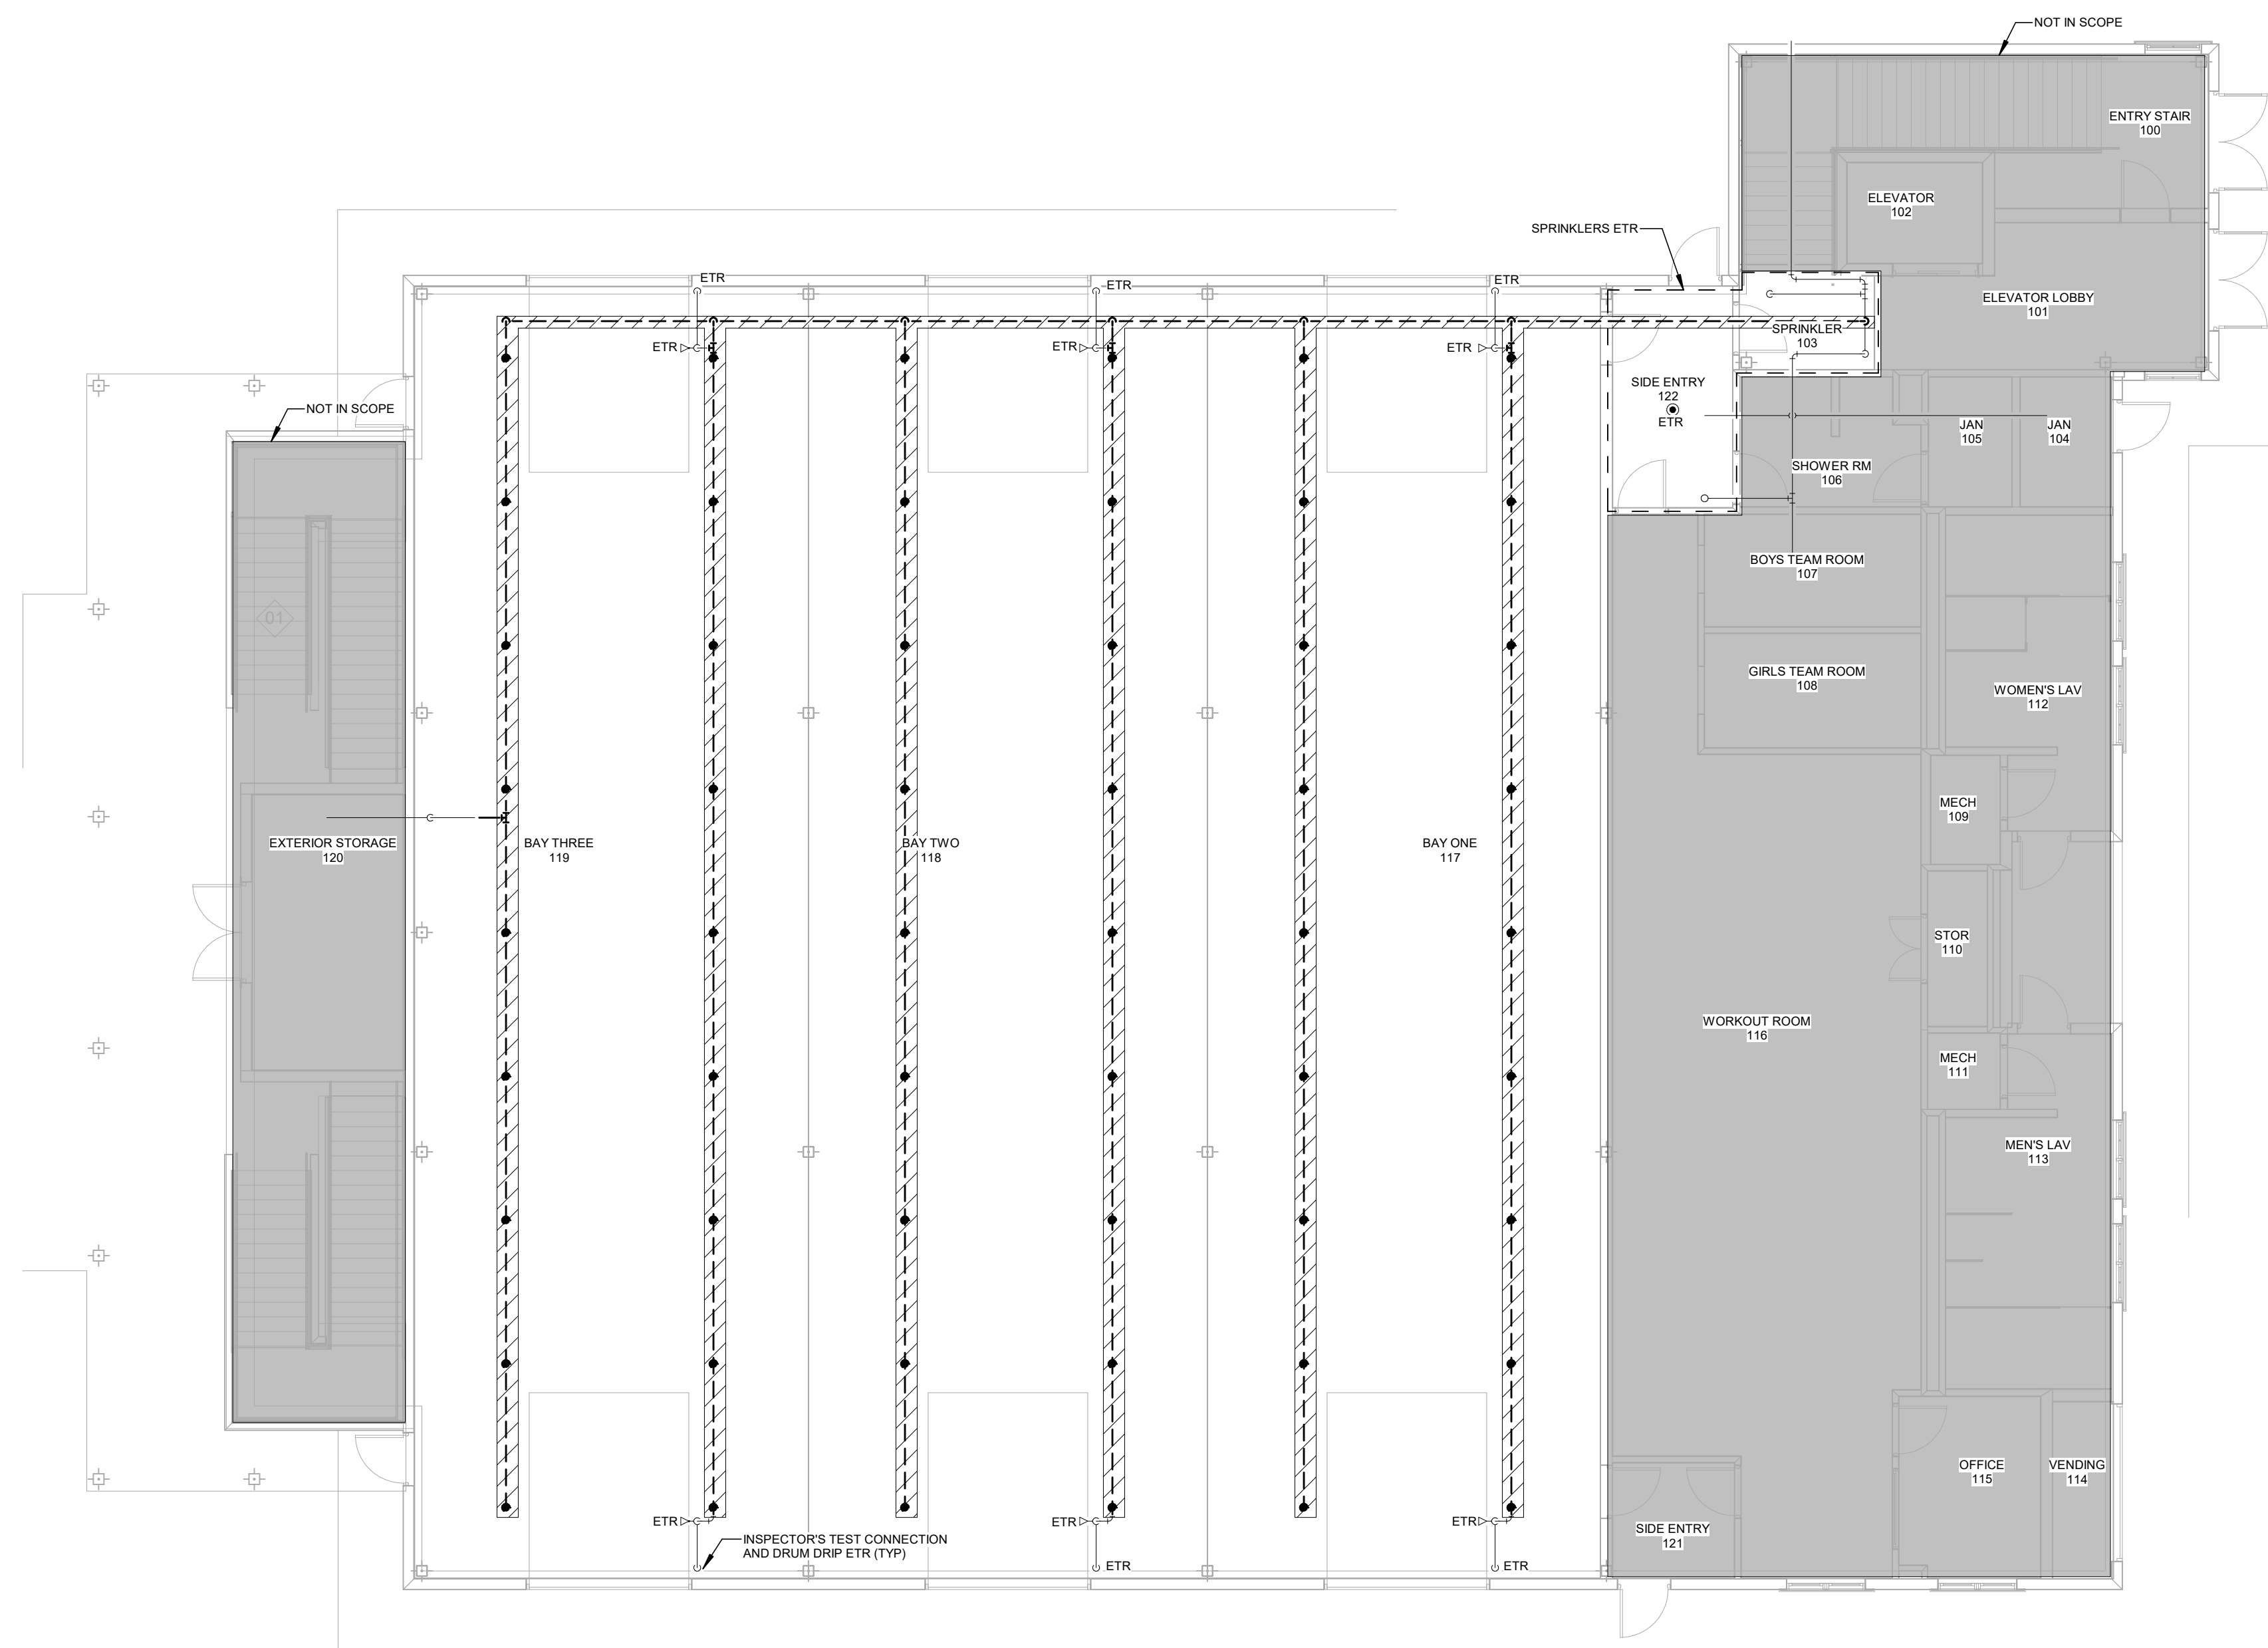 NOT IN SCOPE
ENTRY STAIR
100
ELEVATOR
102
SPRINKLERS ETR
ETR
ETR
ETR
ELEVATOR LOBBY
101
SPRINKLER
103
ETR
ETR
ETR
SIDE ENTRY
122
ETR
NOT IN SCOPE
JAN
105
JAN
104
SHOWER RM
106
BOYS TEAM ROOM
107
01
GIRLS TEAM ROOM
108
WOMEN'S LAV
112
MECH
109
EXTERIOR STORAGE
120
BAY THREE
119
BAY TWO
118
BAY ONE
117
STOR
110
WORKOUT ROOM
116
MECH
111
MEN'S LAV
113
OFFICE
115
VENDING
114
ETR
ETR
ETR
SIDE ENTRY
121
INSPECTOR'S TEST CONNECTION
AND DRUM DRIP ETR (TYP)
ETR
ETR